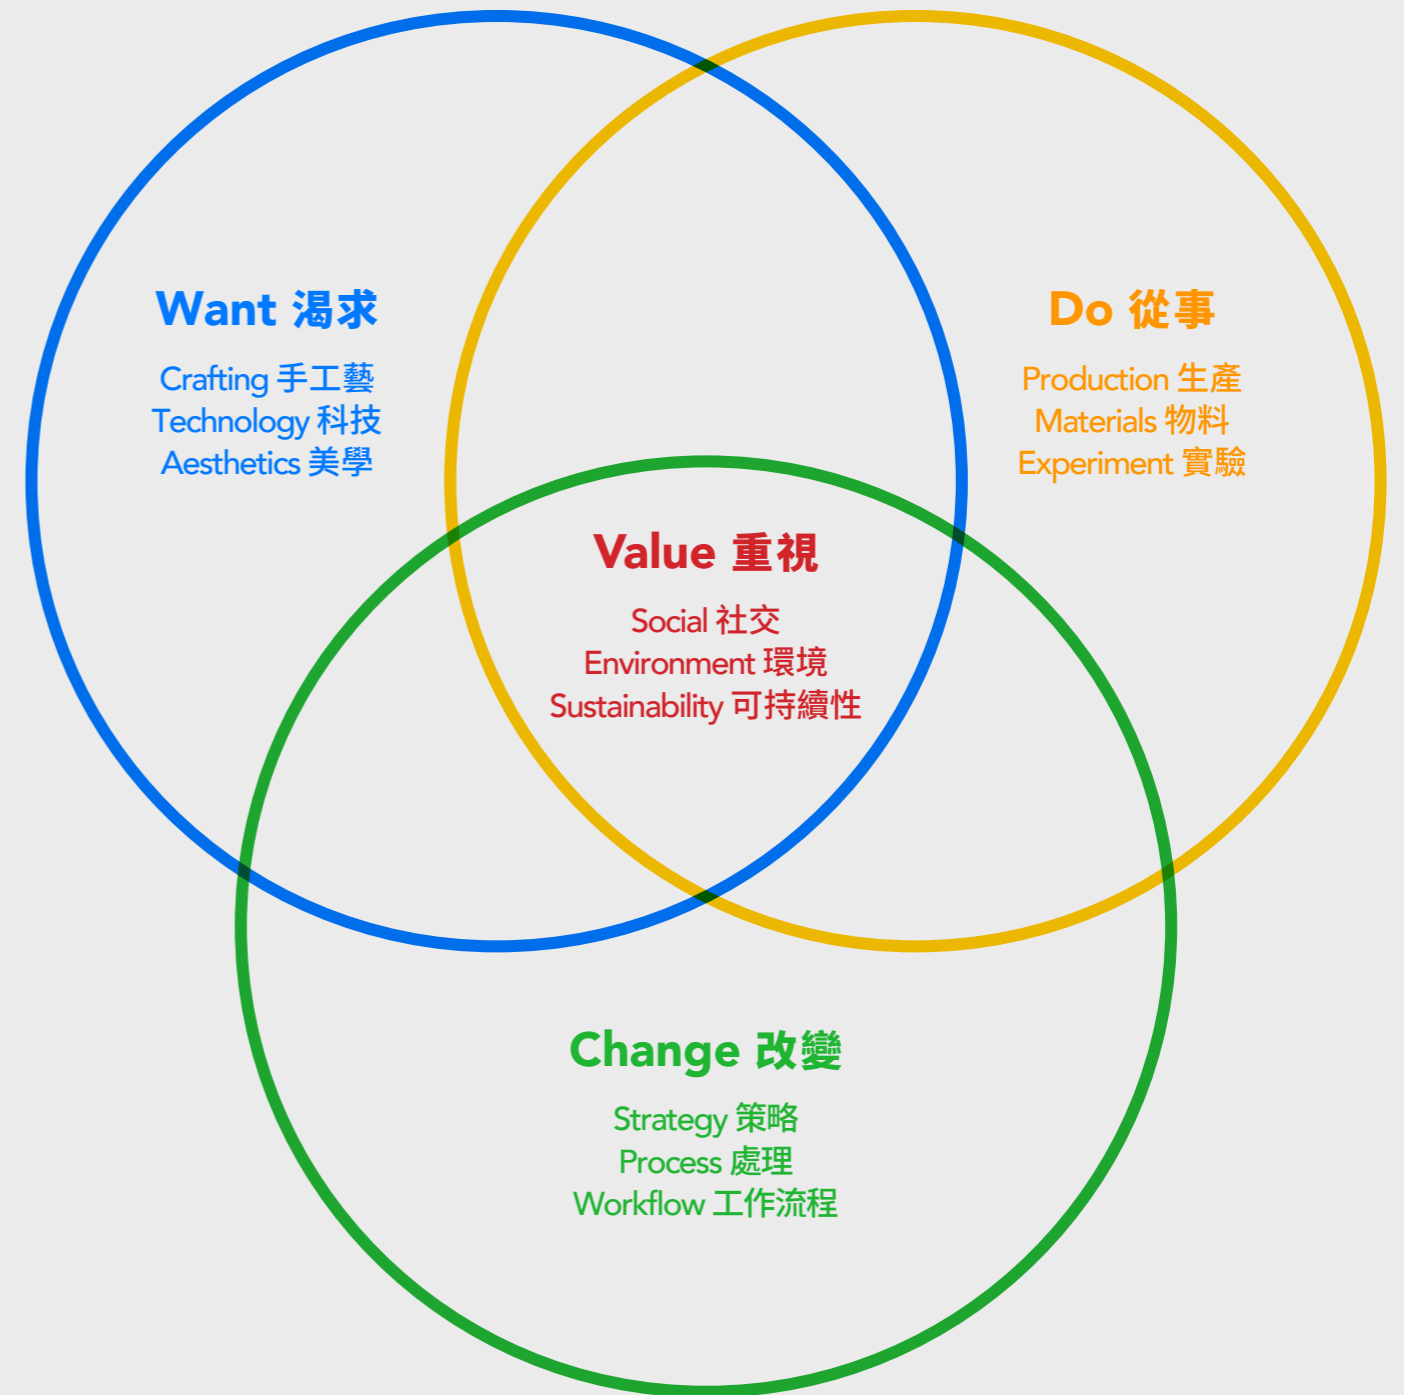 Want 渴求
Crafting 手工藝
Technology 科技
Aesthetics 美學
Do 從事
Production 生產
Materials 物料
Experiment 實驗
Value 重視
Social 社交
Environment 環境
Sustainability 可持續性
Change 改變
Strategy 策略
Process 處理
Workflow 工作流程